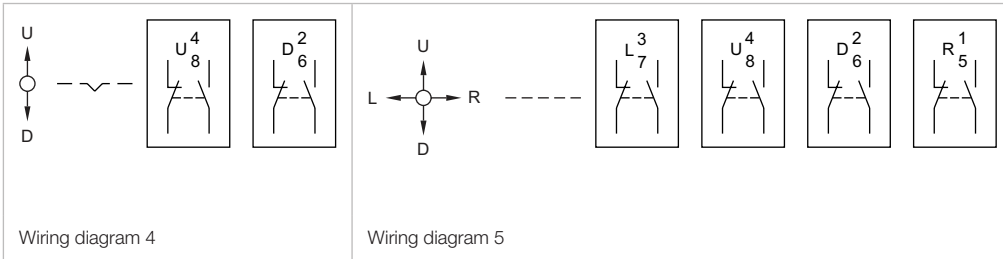 U
D
U 4 8
D 2 6
Wiring diagram 4
U
L R
D
L 3 7
U 4 8
D 2 6
R 1 5
Wiring diagram 5